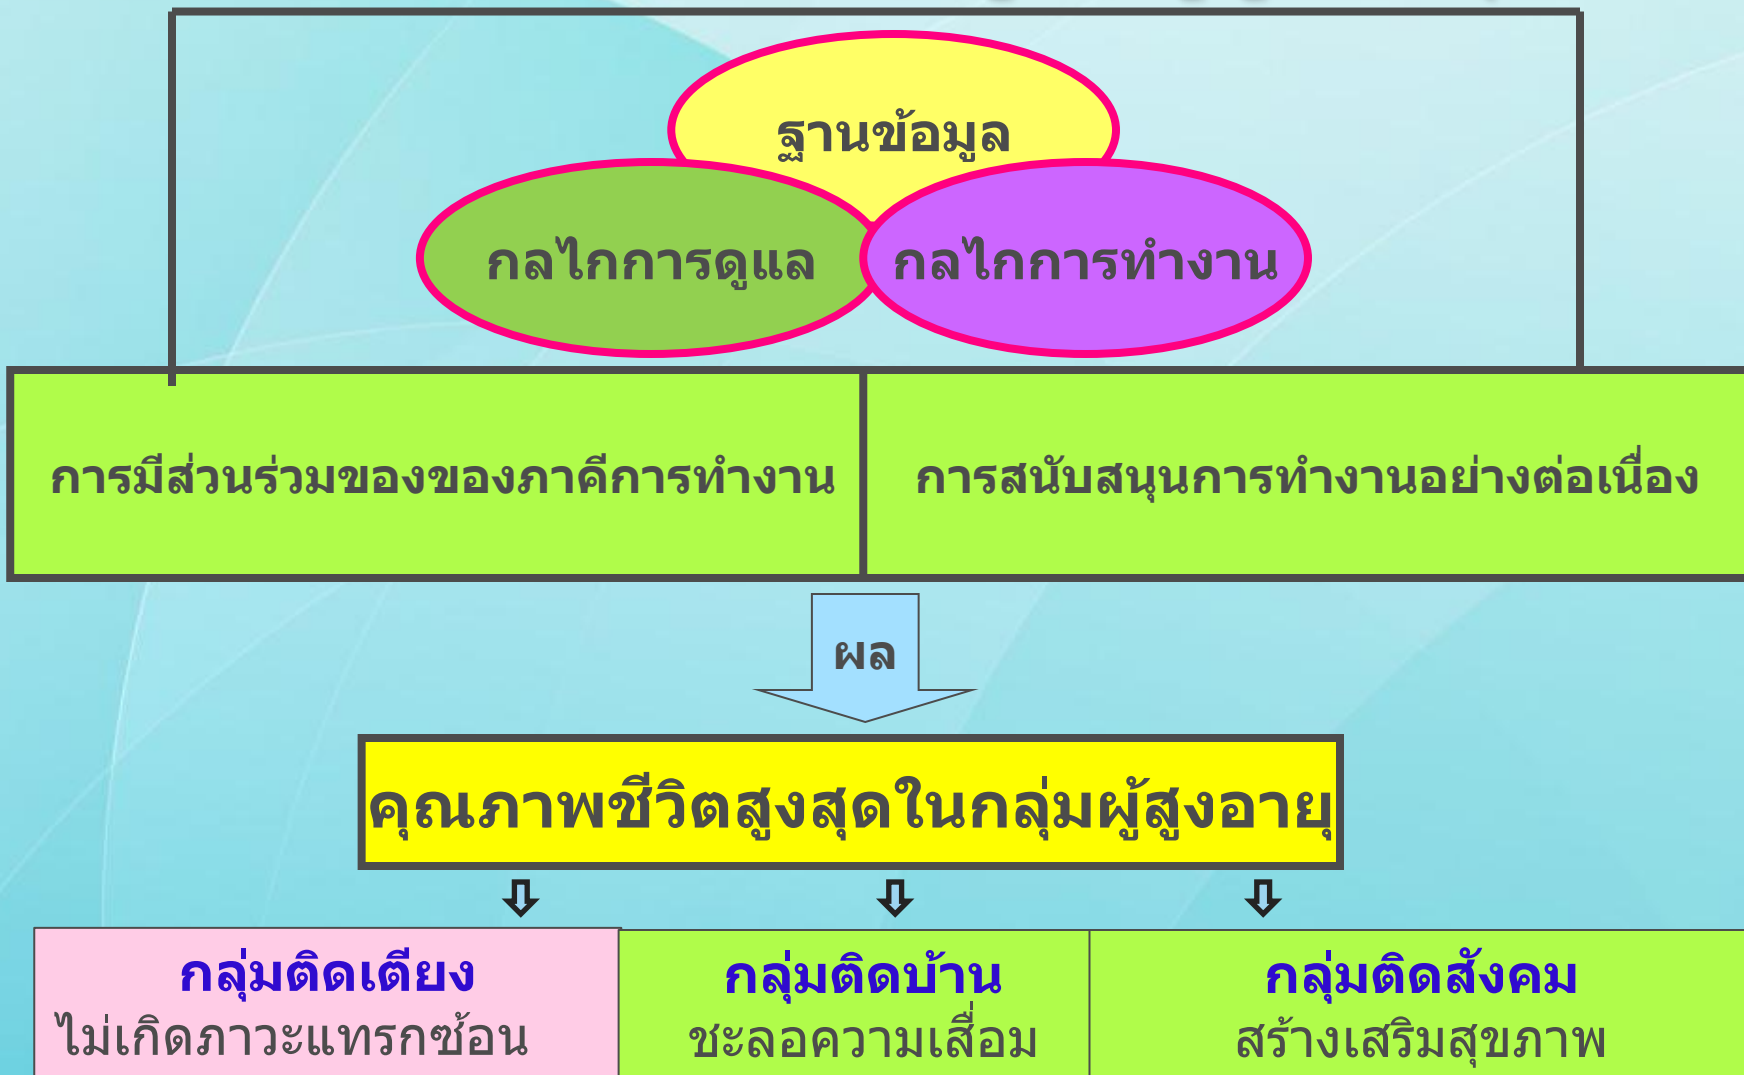 ฐานข้อมูล
กลไกการดูแล
กลไกการทำงาน
การมีส่วนร่วมของของภาคีการทำงาน
การสนับสนุนการทำงานอย่างต่อเนื่อง
ผล
คุณภาพชีวิตสูงสุดในกลุ่มผู้สูงอายุ
กลุ่มติดเตียง
ไม่เกิดภาวะแทรกซ้อน
กลุ่มติดบ้าน
ชะลอความเสื่อม
กลุ่มติดสังคม
สร้างเสริมสุขภาพ